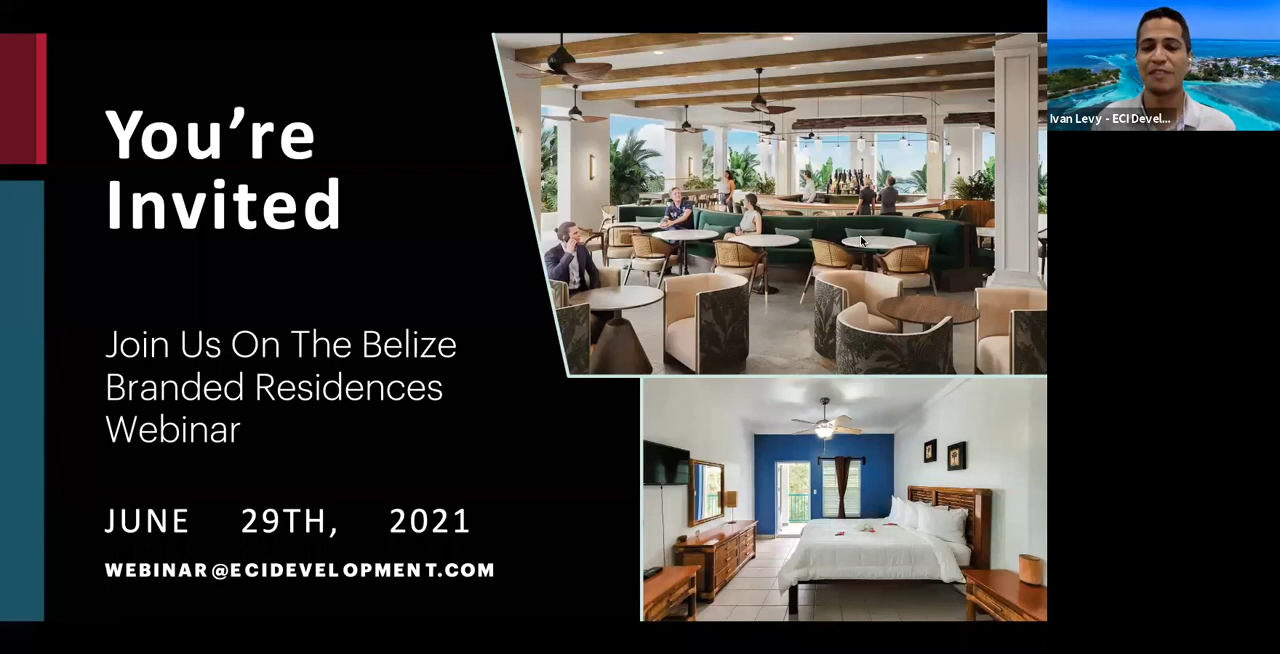 You’re
Invited
Join Us On The Belize
Branded Residences
Webinar
JUNE 29TH, 2021
WEBINAR@ECIDEVELOPMENT.COM
Ivan Levy - ECI Devel...